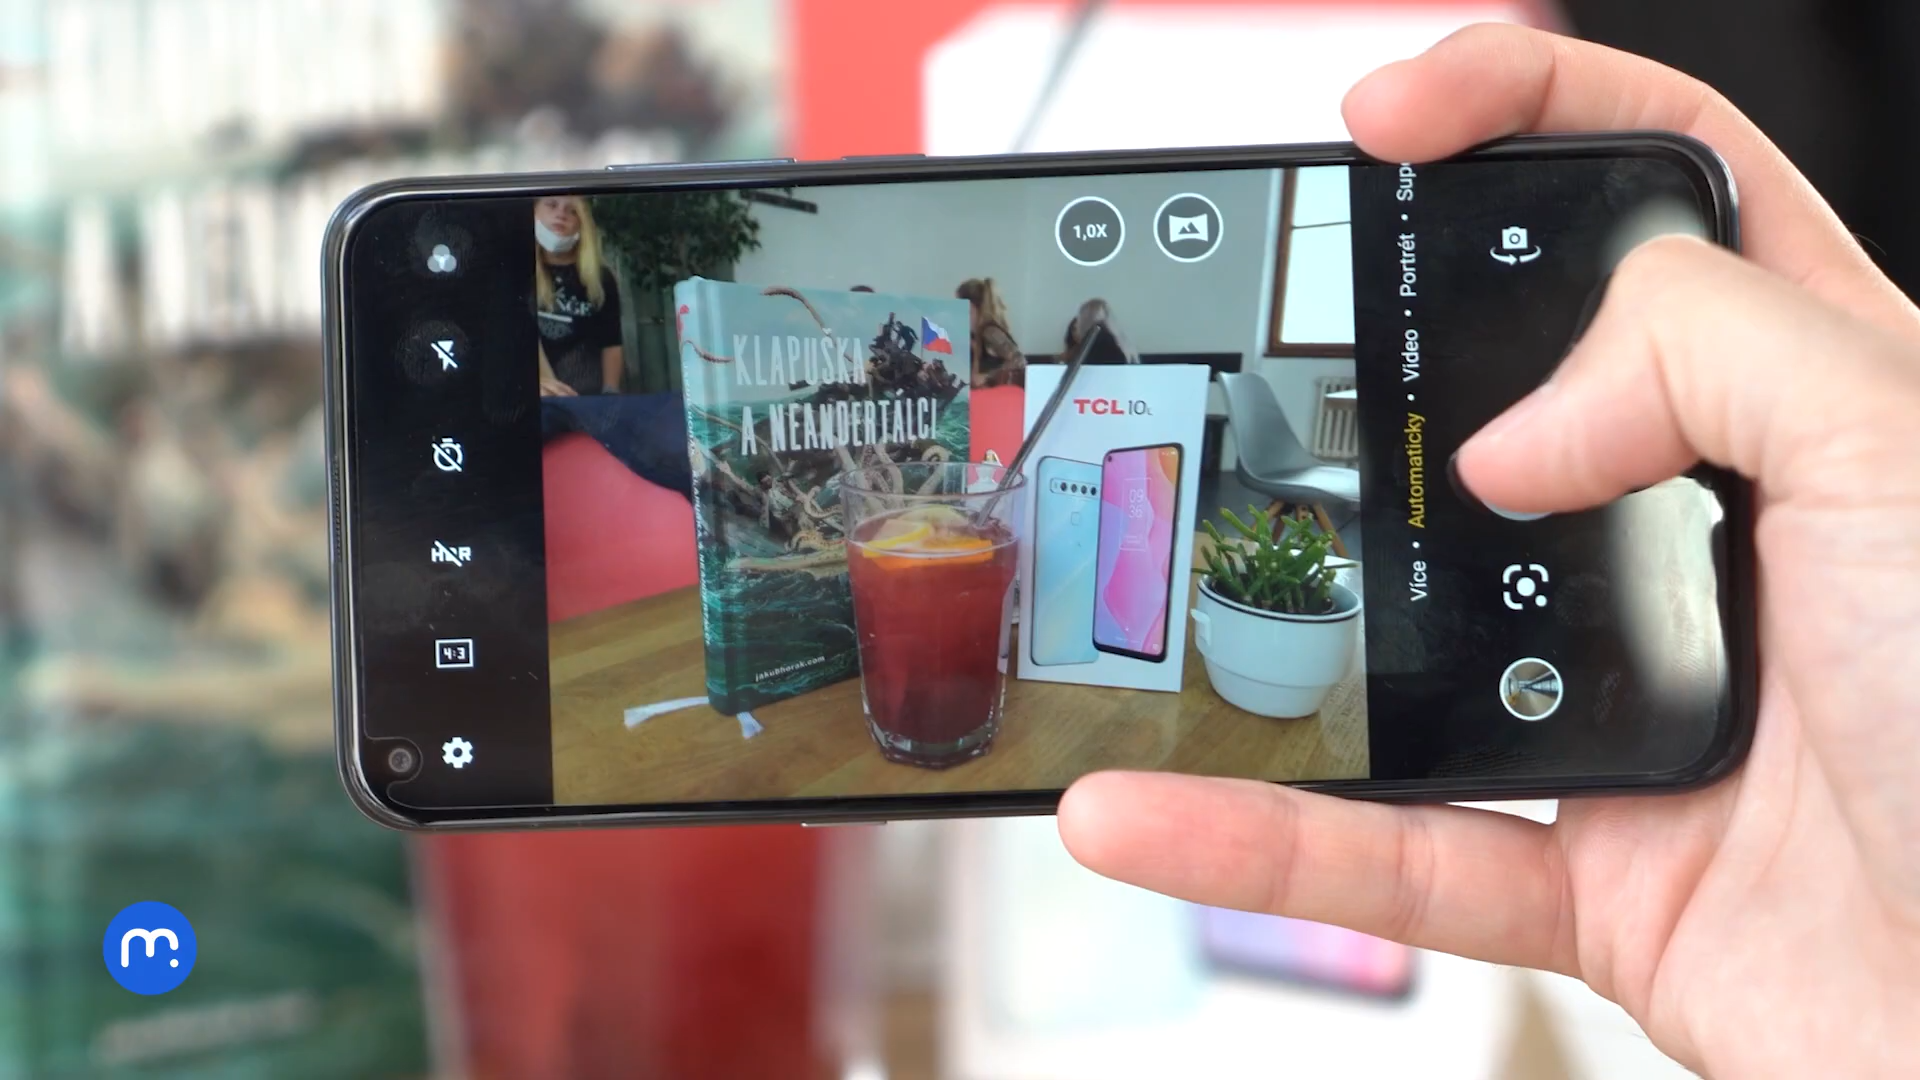 1,0X
KLAPUŠKA
A NEANDERTÁLCI
jakubhorak.com
TCL 10L
HDR
4:3
Více • Automaticky • Video • Portrét • Sup
m.